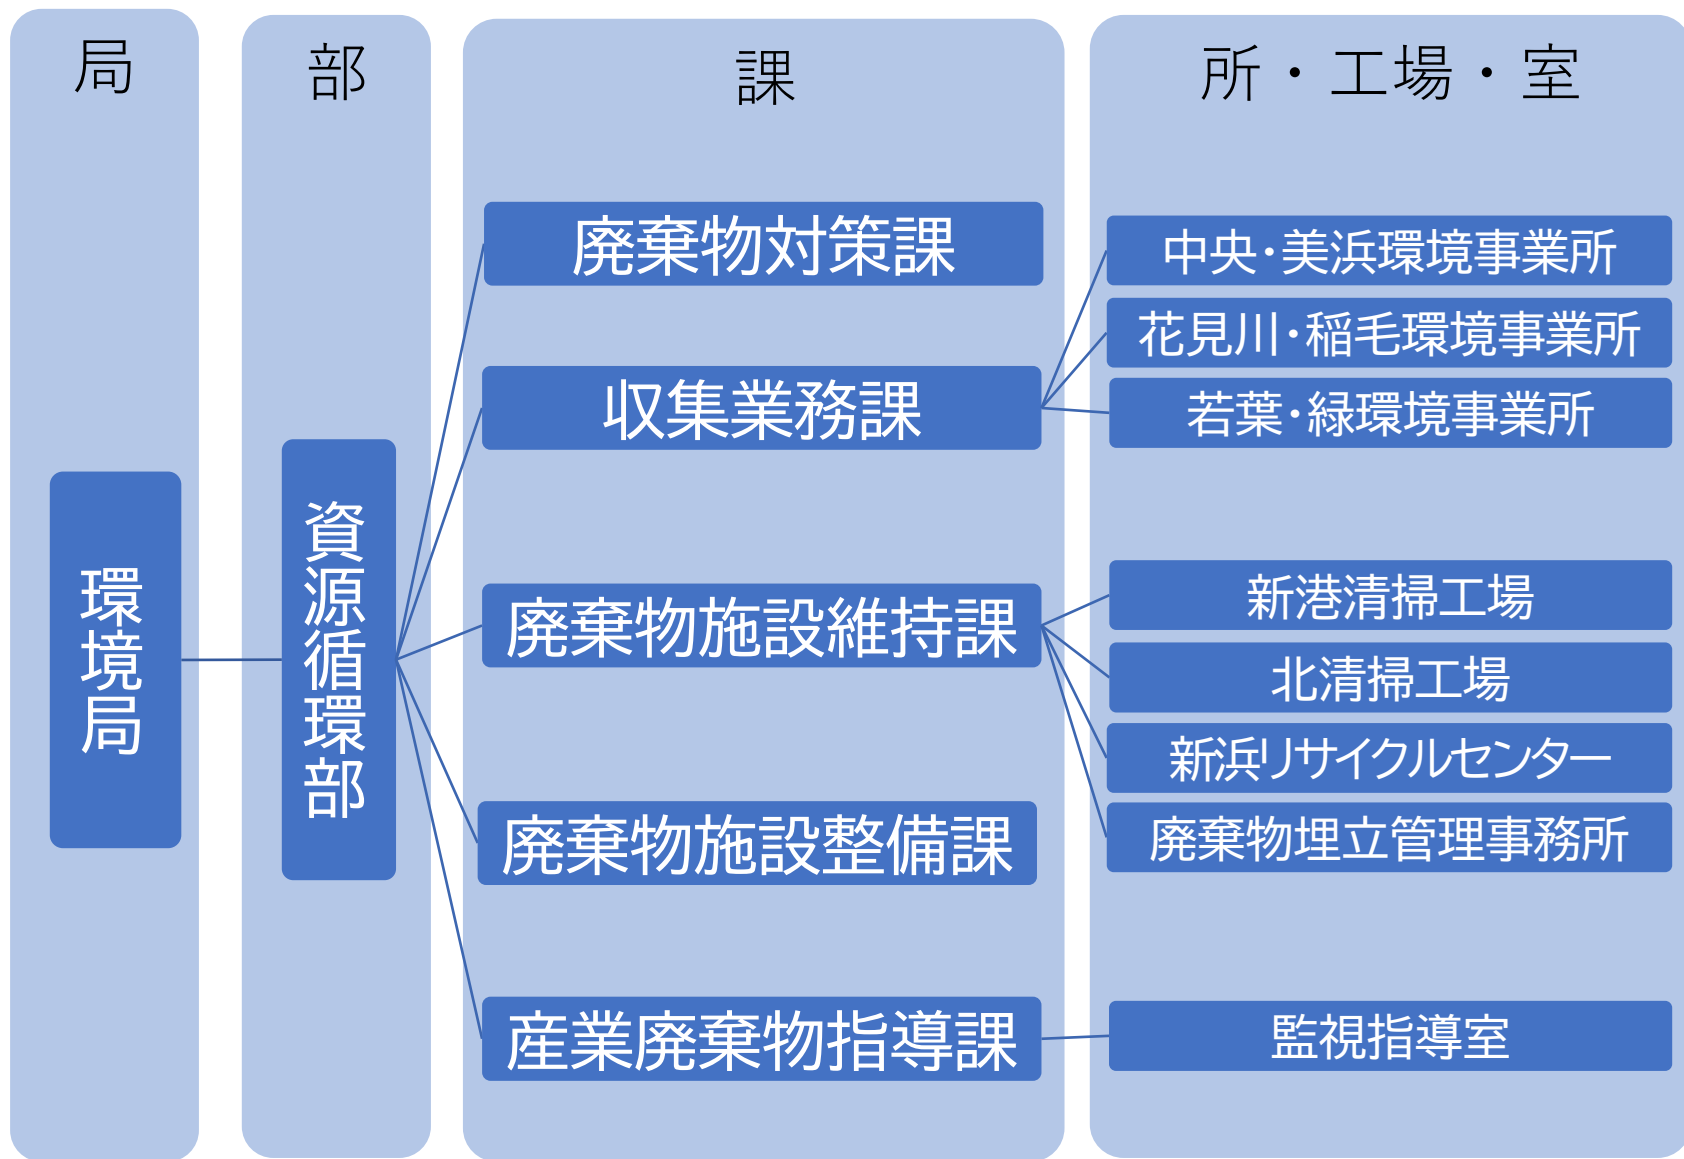 局
部
課
所・工場・室
環境局
資源循環部
廃棄物対策課
収集業務課
廃棄物施設維持課
廃棄物施設整備課
産業廃棄物指導課
中央・美浜環境事業所
花見川・稲毛環境事業所
若葉・緑環境事業所
新港清掃工場
北清掃工場
新浜リサイクルセンター
廃棄物埋立管理事務所
監視指導室